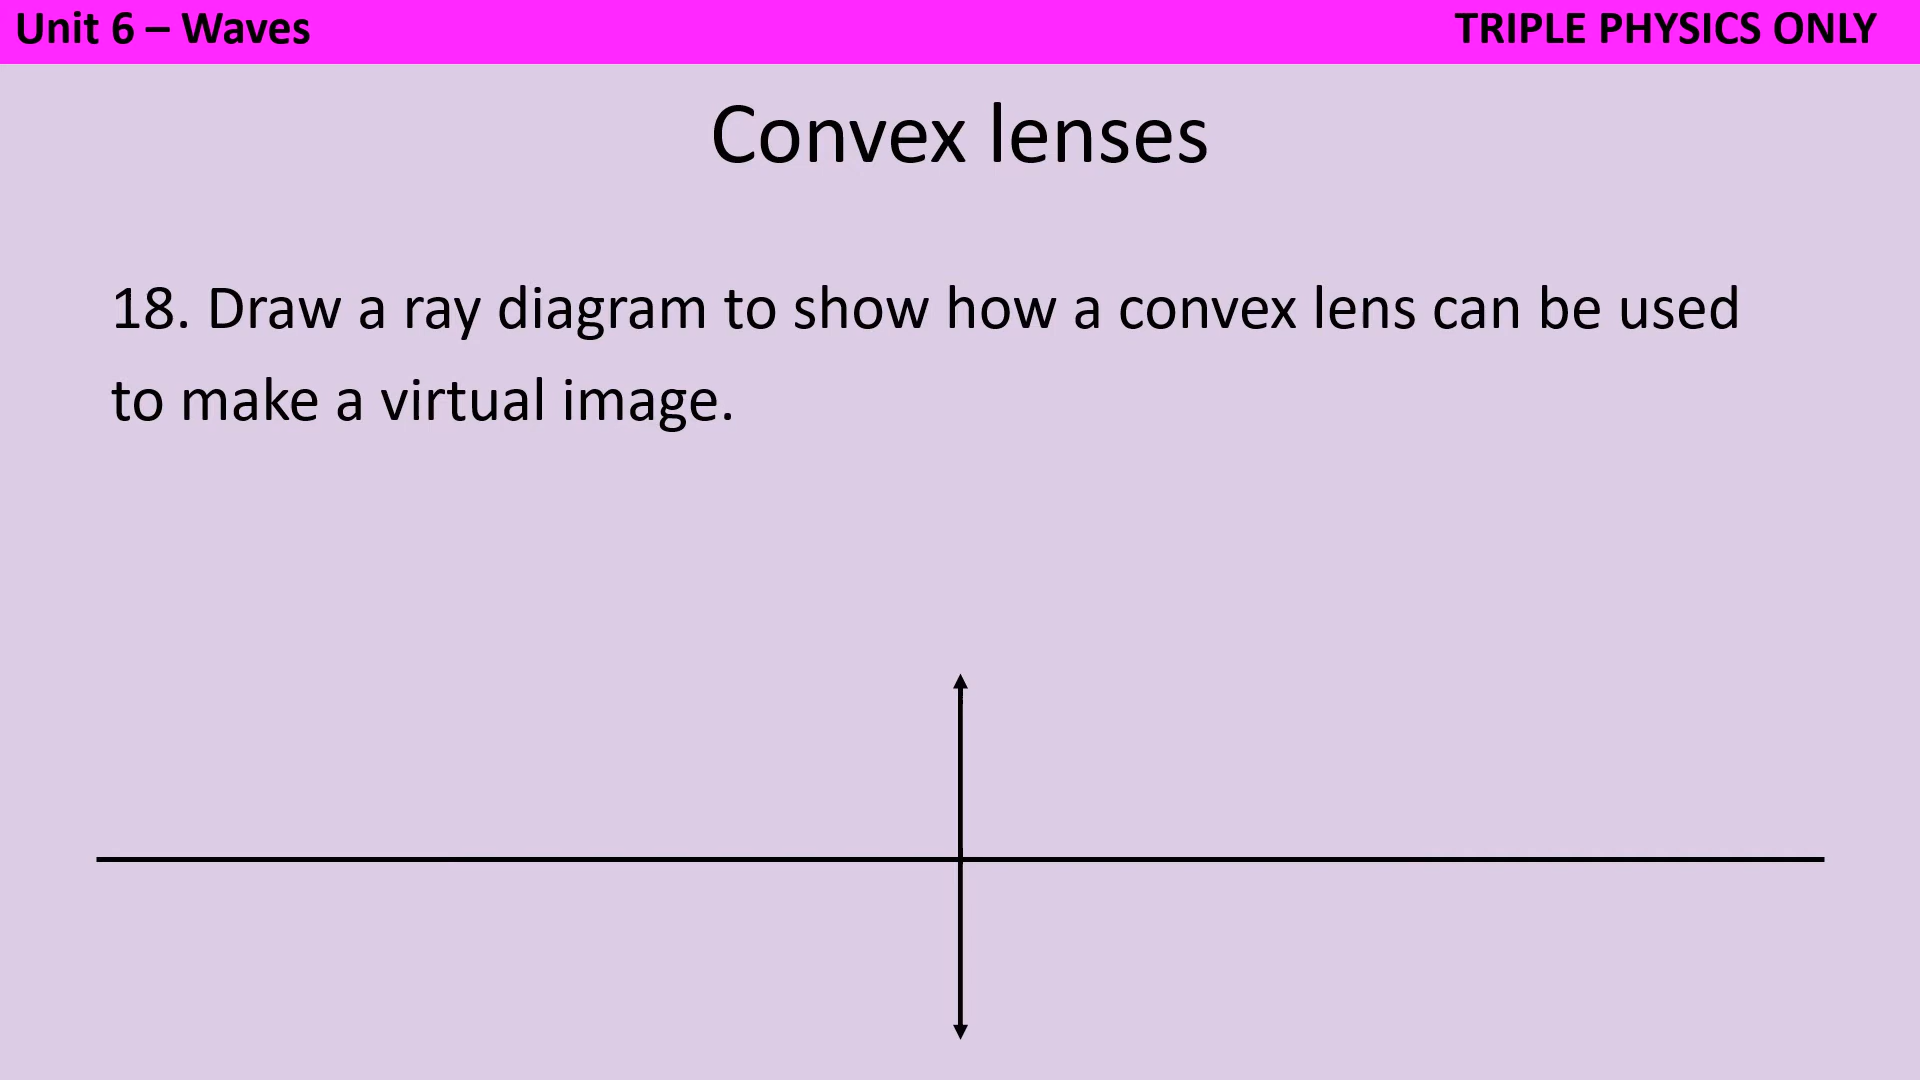 Unit 6 – Waves
TRIPLE PHYSICS ONLY
Convex lenses
18. Draw a ray diagram to show how a convex lens can be used
to make a virtual image.